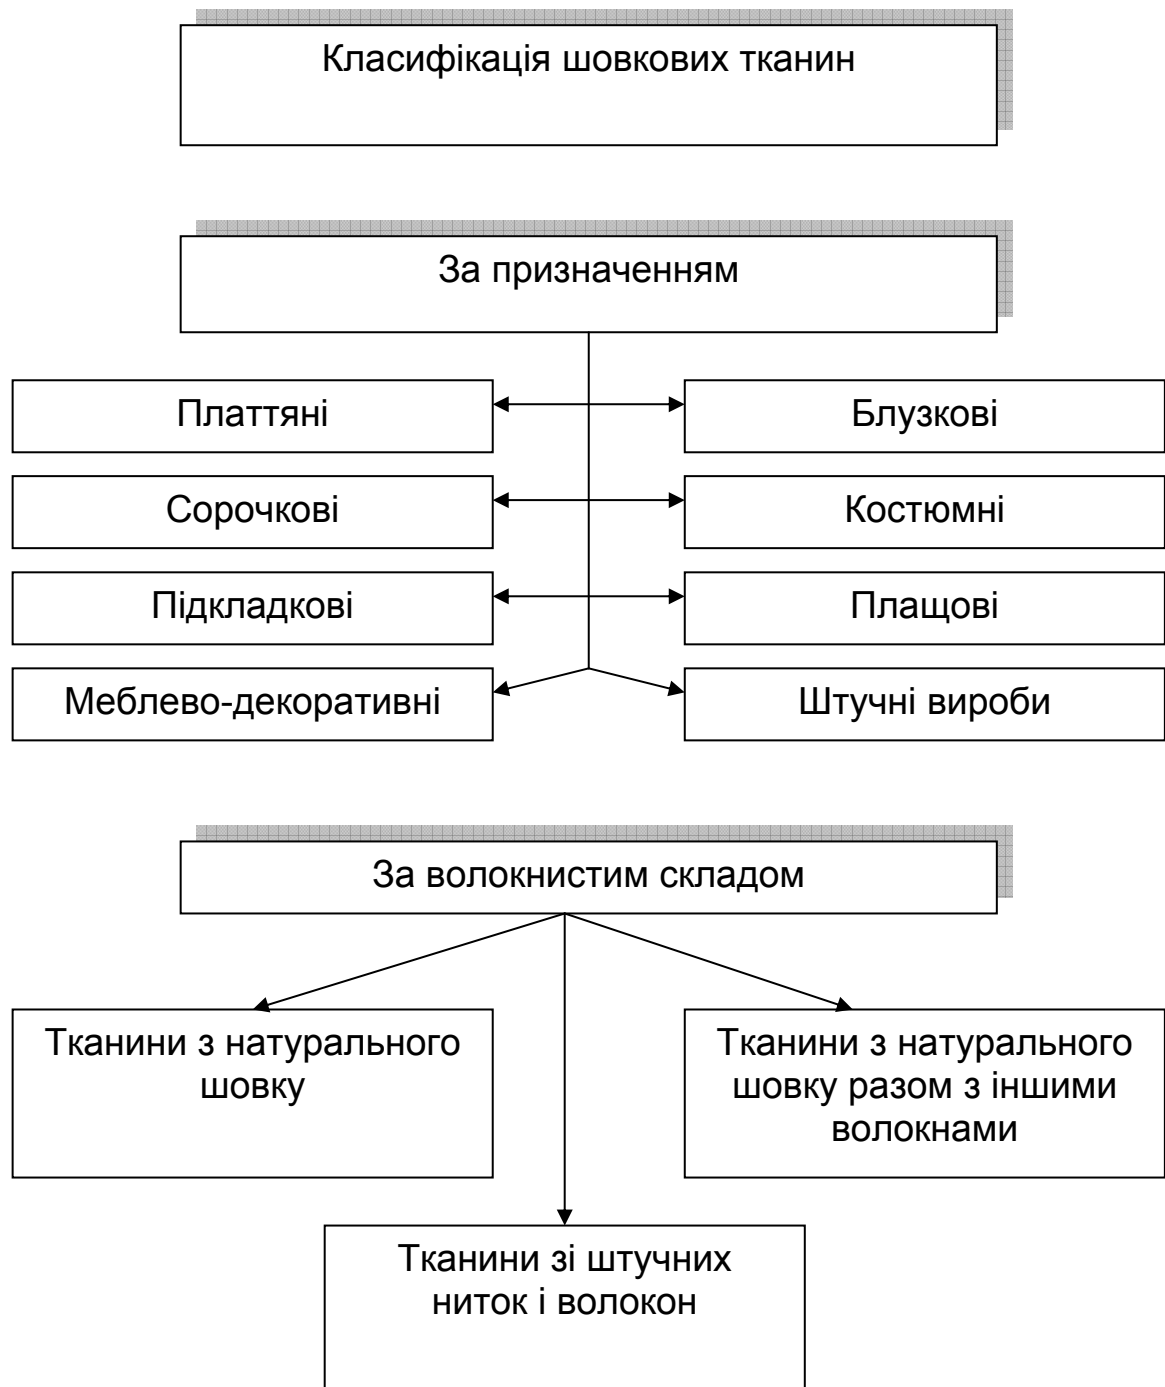 Класифікація шовкових тканин
За призначенням
Платтяні
Блузкові
Сорочкові
Костюмні
Підкладкові
Плащові
Меблево-декоративні
Штучні вироби
За волокнистим складом
Тканини з натурального
шовку
Тканини з натурального
шовку разом з іншими
волокнами
Тканини зі штучних
ниток і волокон